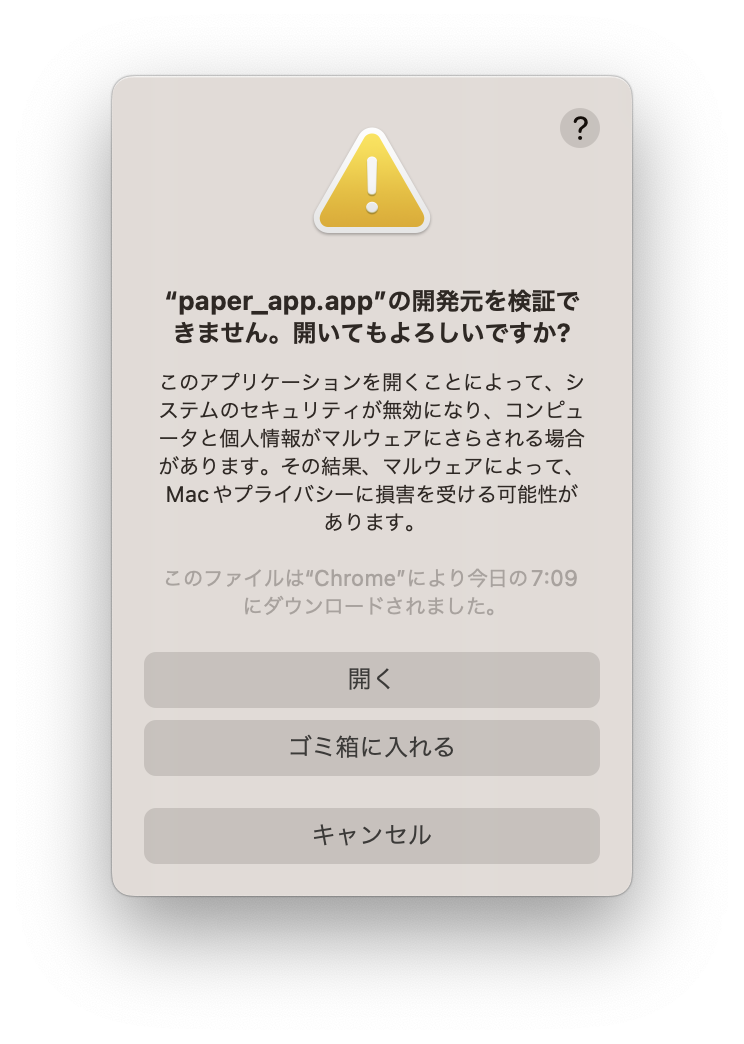 ?
“paper_app.app”の開発元を検証で
きません。開いてもよろしいですか?
このアプリケーションを開くことによって、シ
ステムのセキュリティが無効になり、コンピュ
ータと個人情報がマルウェアにさらされる場合
があります。その結果、マルウェアによって、
Macやプライバシーに損害を受ける可能性が
あります。
このファイルは“Chrome”により今日の7:09
にダウンロードされました。
開く
ゴミ箱に入れる
キャンセル